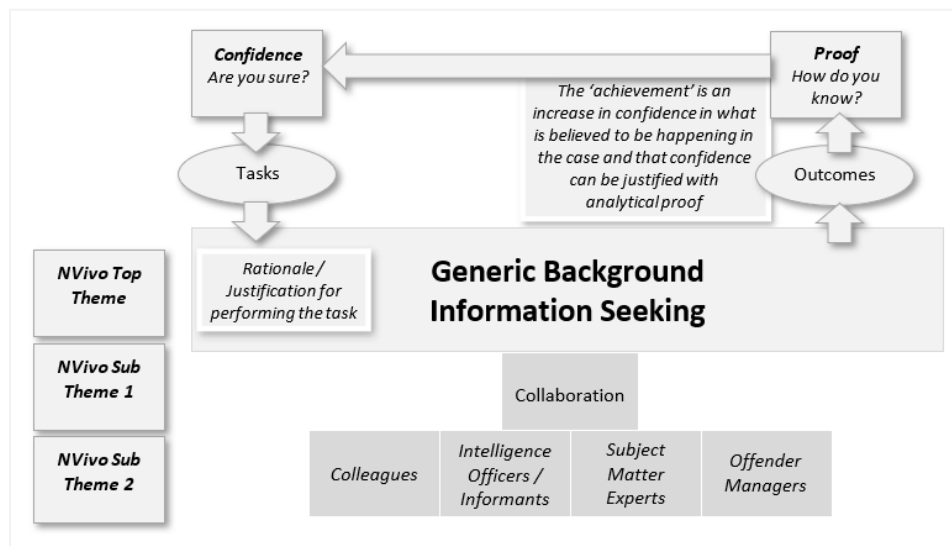 Confidence
Are you sure?
Proof
How do you
know?
The ‘achievement’ is an
increase in confidence in what
is believed to be happening in
the case and that confidence
can be justified with
analytical proof
Tasks
Outcomes
NVivo Top
Theme
Rationale /
Justification for
performing the task
Generic Background
Information Seeking
NVivo Sub
Theme 1
Collaboration
NVivo Sub
Theme 2
Colleagues
Intelligence
Officers /
Informants
Subject
Matter
Experts
Offender
Managers